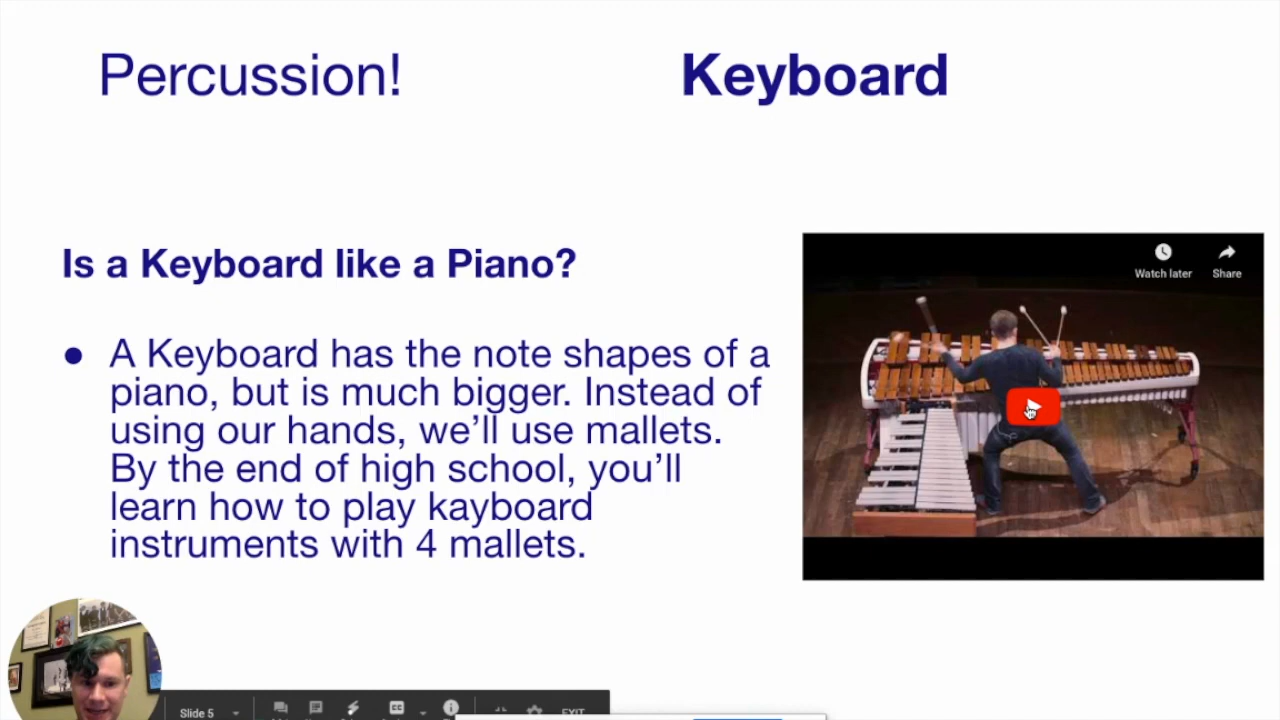 Percussion!
Keyboard
Is a Keyboard like a Piano?
Watch later
Share
● A Keyboard has the note shapes of a
piano, but is much bigger. Instead of
using our hands, we’ll use mallets.
By the end of high school, you’ll
learn how to play kayboard
instruments with 4 mallets.
Slide 5
CC
EXIT